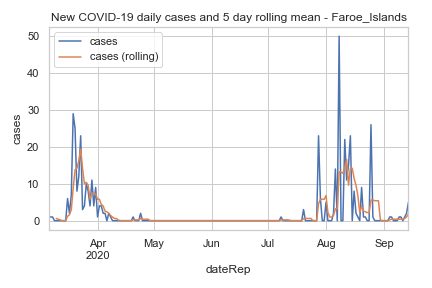 New COVID-19 daily cases and 5 day rolling mean - Faroe_Islands
cases
cases (rolling)
50
40
30
20
10
0
cases
Apr
2020
May
Jun
Jul
Aug
Sep
dateRep